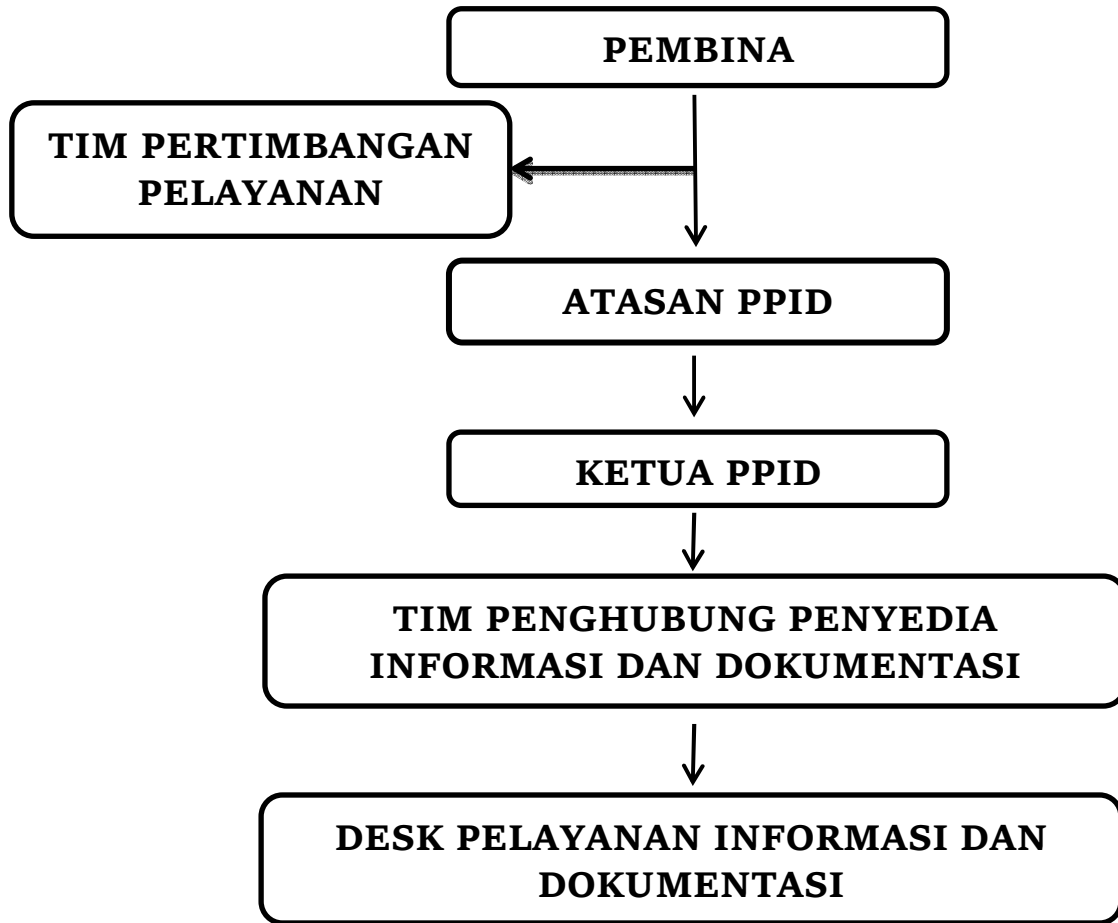 PEMBINA
TIM PERTIMBANGAN
PELAYANAN
ATASAN PPID
KETUA PPID
TIM PENGHUBUNG PENYEDIA
INFORMASI DAN DOKUMENTASI
DESK PELAYANAN INFORMASI DAN
DOKUMENTASI